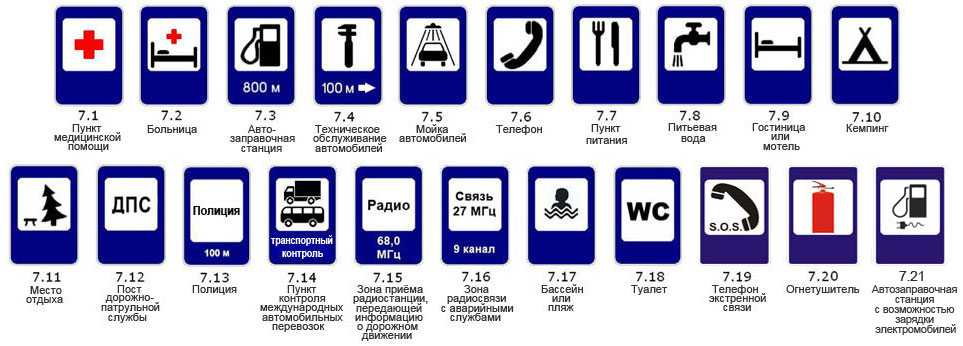 800 м
100 м
7.1
Пункт
медицинской
помощи
7.2
Больница
7.3
Авто-
заправочная
станция
7.4
Техническое
обслуживание
автомобилей
7.5
Мойка
автомобилей
7.6
Телефон
7.7
Пункт
питания
7.8
Питьевая
вода
7.9
Гостиница
или
мотель
7.10
Кемпинг
7.11
Место
отдыха
ДПС
7.12
Пост
дорожно-
патрульной
службы
Полиция
100 м
7.13
Полиция
транспортный
контроль
7.14
Пункт
контроля
международных
автомобильных
перевозок
Радио
68,0
МГц
7.15
Зона приёма
радиостанции,
передающей
информацию
о дорожном
движении
Связь
27 МГц
9 канал
7.16
Зона
радиосвязи
с аварийными
службами
7.17
Бассейн
или
пляж
WC
7.18
Туалет
S.O.S.
7.19
Телефон
экстренной
связи
7.20
Огнетушитель
7.21
Автозаправочная
станция
с возможностью
зарядки
электромобилей